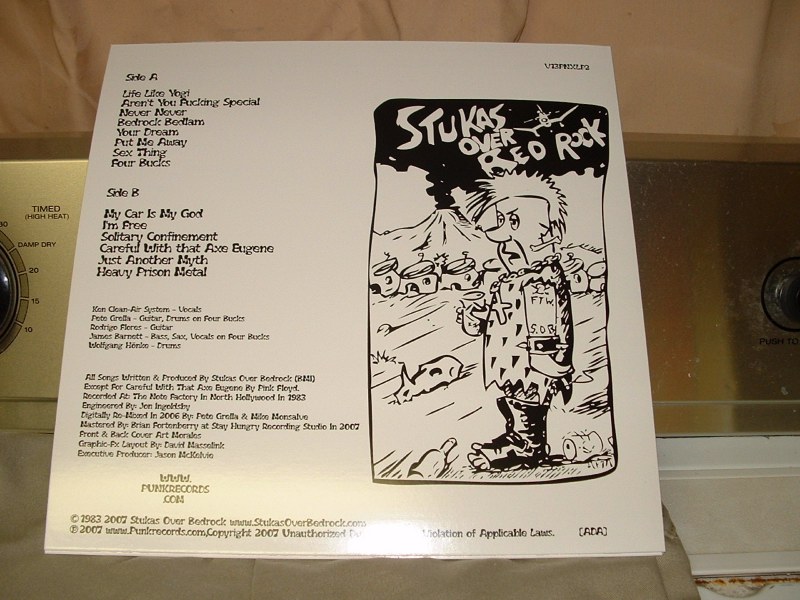 V13PNXLP2
Side A
Life Like Yogi
Aren't You Fucking Special
Never Never
Bedrock Bedlam
Your Dream
Put Me Away
Sex Thing
Four Bucks
Side B
My Car Is My God
I'm Free
Solitary Confinement
Careful With that Axe Eugene
Just Another Myth
Heavy Prison Metal
Ken Clean-Air System - Vocals
Pete Grella - Guitar, Drums on Four Bucks
Rodrigo Flores - Guitar
James Barnett - Bass, Sax, Vocals on Four Bucks
Wolfgang Hönke - Drums
All Songs Written & Produced By Stukas Over Bedrock (BMI)
Except For Careful With That Axe Eugene By Pink Floyd.
Recorded At: The Note Factory In North Hollywood In 1983
Engineered By: Jon Ingoldsby
Digitally Re-Mixed In 2006 By: Pete Grella & Mike Monsalve
Mastered By: Brian Fortenberry at Stay Hungry Recording Studio In 2007
Front & Back Cover Art Morales
Graphic-Fx Layout By: David Masselink
Executive Producer: Jason McKelvie
WWW.
PUNKRECORDS
.COM
© 1983 2007 Stukas Over Bedrock www.StukasOverBedrock.com
℗ 2007 www.Punkrecords.com,Copyright 2007 Unauthorized Violation of Applicable Laws. [ADA]
STUKAS
OVER
BED ROCK
F.T.W.
S.O.B.
TIMED
(HIGH HEAT)
DAMP DRY
20
15
10
PUSH TO